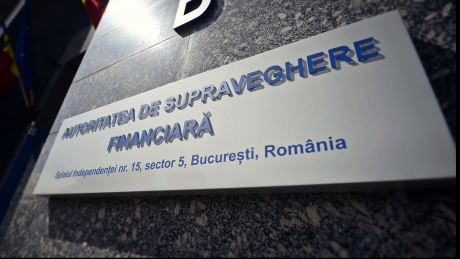 D
AUTORITATEA DE SUPRAVEGHERE
FINANCIARĂ
Splaiul Independenței nr. 15, sector 5, București, România